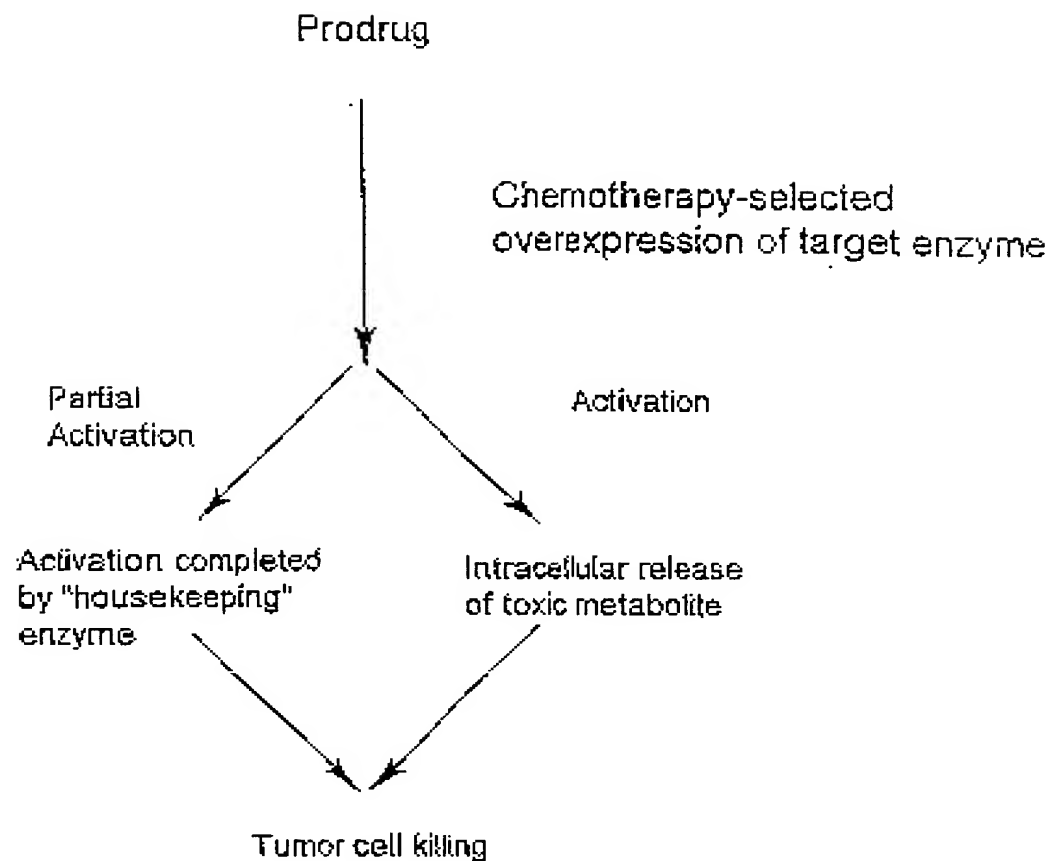 Prodrug
Chemotherapy-selected
overexpression of target enzyme
Partial
Activation
Activation
Activation completed
by "housekeeping"
enzyme
Intracellular release
of toxic metabolite
Tumor cell killing